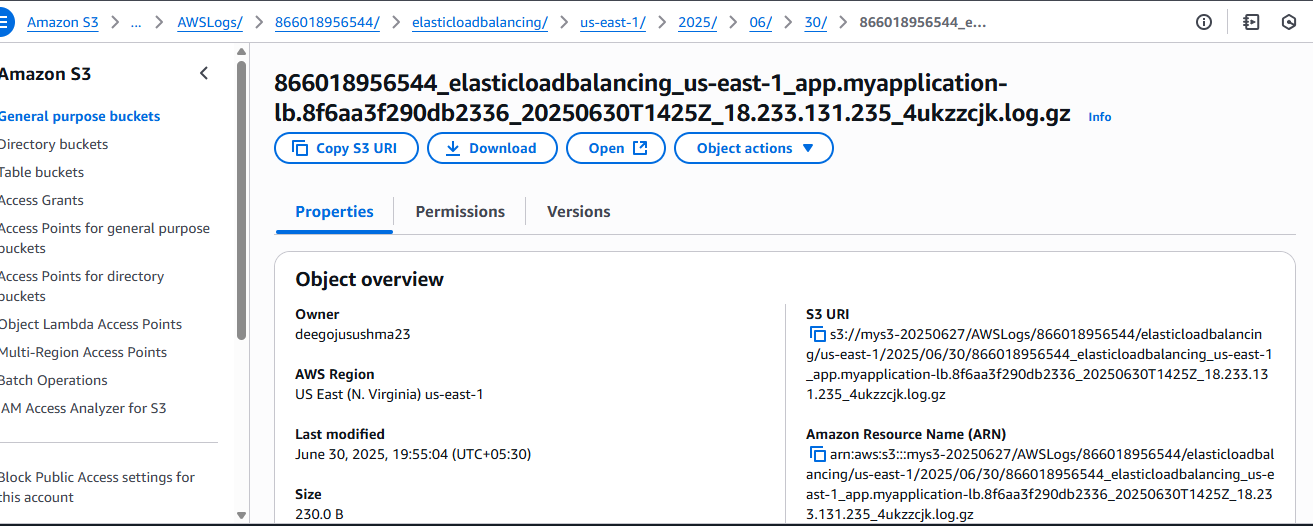 Amazon S3 > ... > AWSLogs/ > 866018956544/ > elasticloadbalancing/ > us-east-1/ > 2025/ > 06/ > 30/ > 866018956544_e...
Amazon S3
General purpose buckets
Directory buckets
Table buckets
Access Grants
Access Points for general purpose
buckets
Access Points for directory
buckets
Object Lambda Access Points
Multi-Region Access Points
Batch Operations
IAM Access Analyzer for S3
Block Public Access settings for
this account
866018956544_elasticloadbalancing_us-east-1_app.myapplication-
lb.8f6aa3f290db2336_20250630T1425Z_18.233.131.235_4ukzzcjk.log.gz Info
Copy S3 URI Download Open Object actions
Properties Permissions Versions
Object overview
Owner
deegojusushma23
AWS Region
US East (N. Virginia) us-east-1
Last modified
June 30, 2025, 19:55:04 (UTC+05:30)
Size
230.0 B
S3 URI
s3://mys3-20250627/AWSLogs/866018956544/elasticloadbalancin
g/us-east-1/2025/06/30/866018956544_elasticloadbalancing_us-east-1
_app.myapplication-lb.8f6aa3f290db2336_20250630T1425Z_18.233.13
1.235_4ukzzcjk.log.gz
Amazon Resource Name (ARN)
arn:aws:s3:::mys3-20250627/AWSLogs/866018956544/elasticloadbal
ancing/us-east-1/2025/06/30/866018956544_elasticloadbalancing_us-e
ast-1_app.myapplication-lb.8f6aa3f290db2336_20250630T1425Z_18.23
3.131.235_4ukzzcjk.log.gz